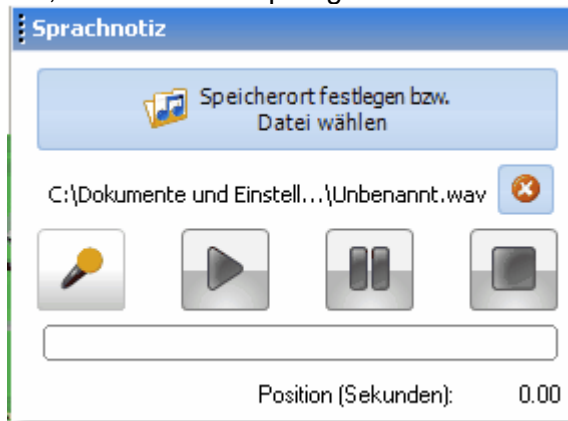 Sprachnotiz
Speicherort festlegen bzw.
Datei wählen
C:\Dokumente und Einstell...\Unbenannt.wav
Position (Sekunden): 0.00